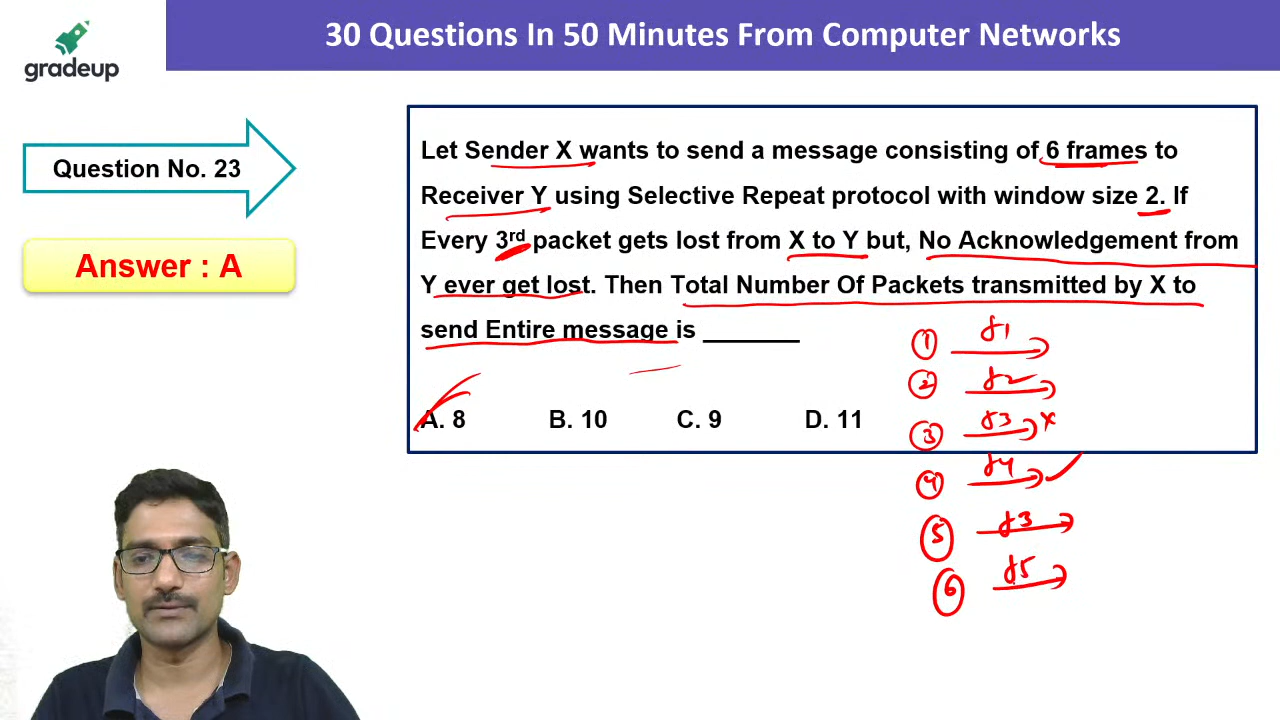 30 Questions In 50 Minutes From Computer Networks
gradeup
Question No. 23
Answer : A
Let Sender X wants to send a message consisting of 6 frames to
Receiver Y using Selective Repeat protocol with window size 2. If
Every 3rd packet gets lost from X to Y but, No Acknowledgement from
Y ever get lost. Then Total Number Of Packets transmitted by X to
send Entire message is ________
A. 8 B. 10 C. 9 D. 11
1 f1
2 f2
3 f3 x
4 f4 ✓
5 f3
6 f5